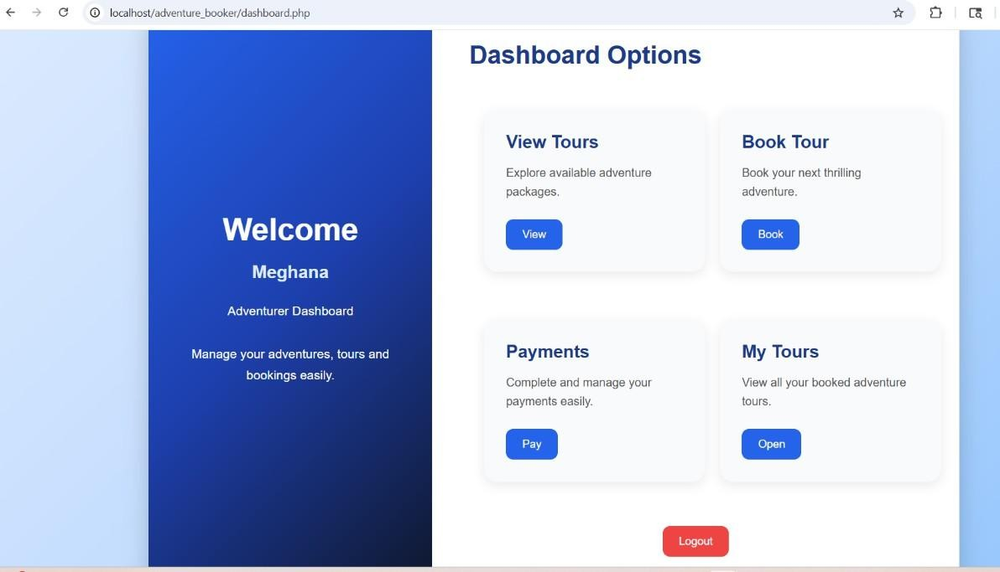 localhost/adventure_booker/dashboard.php
Welcome
Meghana
Adventurer Dashboard
Manage your adventures, tours and
bookings easily.
Dashboard Options
View Tours
Explore available adventure
packages.
View
Book Tour
Book your next thrilling
adventure.
Book
Payments
Complete and manage your
payments easily.
Pay
My Tours
View all your booked adventure
tours.
Open
Logout